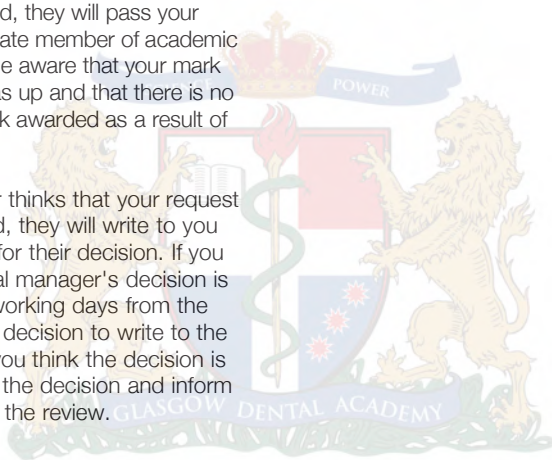 d, they will pass your
ate member of academic
e aware that your mark
as up and that there is no
k awarded as a result of
POWER
r thinks that your request
d, they will write to you
for their decision. If you
al manager's decision is
working days from the
decision to write to the
you think the decision is
the decision and inform
the review.
GLASGOW DENTAL ACADEMY